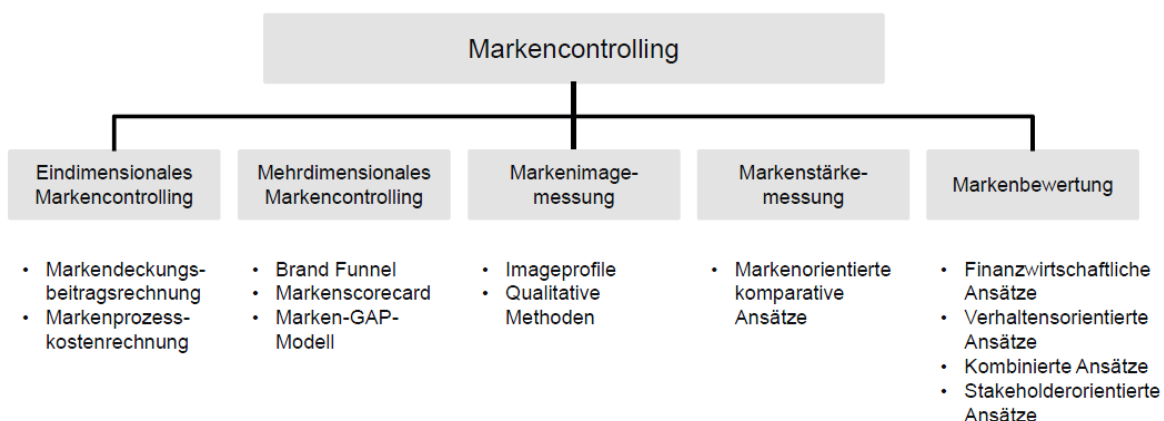 Markencontrolling
Eindimensionales
Markencontrolling
Mehrdimensionales
Markencontrolling
Markenimage-
messung
Markenstärke-
messung
Markenbewertung
• Markendeckungs-
beitragsrechnung
• Markenprozess-
kostenrechnung
• Brand Funnel
• Markenscorecard
• Marken-GAP-
Modell
• Imageprofile
• Qualitative
Methoden
• Markenorientierte
komparative
Ansätze
• Finanzwirtschaftliche
Ansätze
• Verhaltensorientierte
Ansätze
• Kombinierte Ansätze
• Stakeholderorientierte
Ansätze